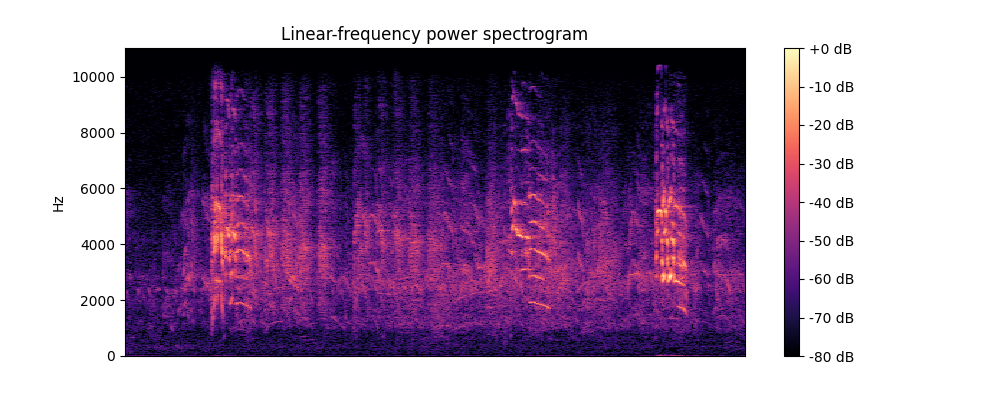 Linear-frequency power spectrogram
Hz
10000
8000
6000
4000
2000
0
+0 dB
-10 dB
-20 dB
-30 dB
-40 dB
-50 dB
-60 dB
-70 dB
-80 dB